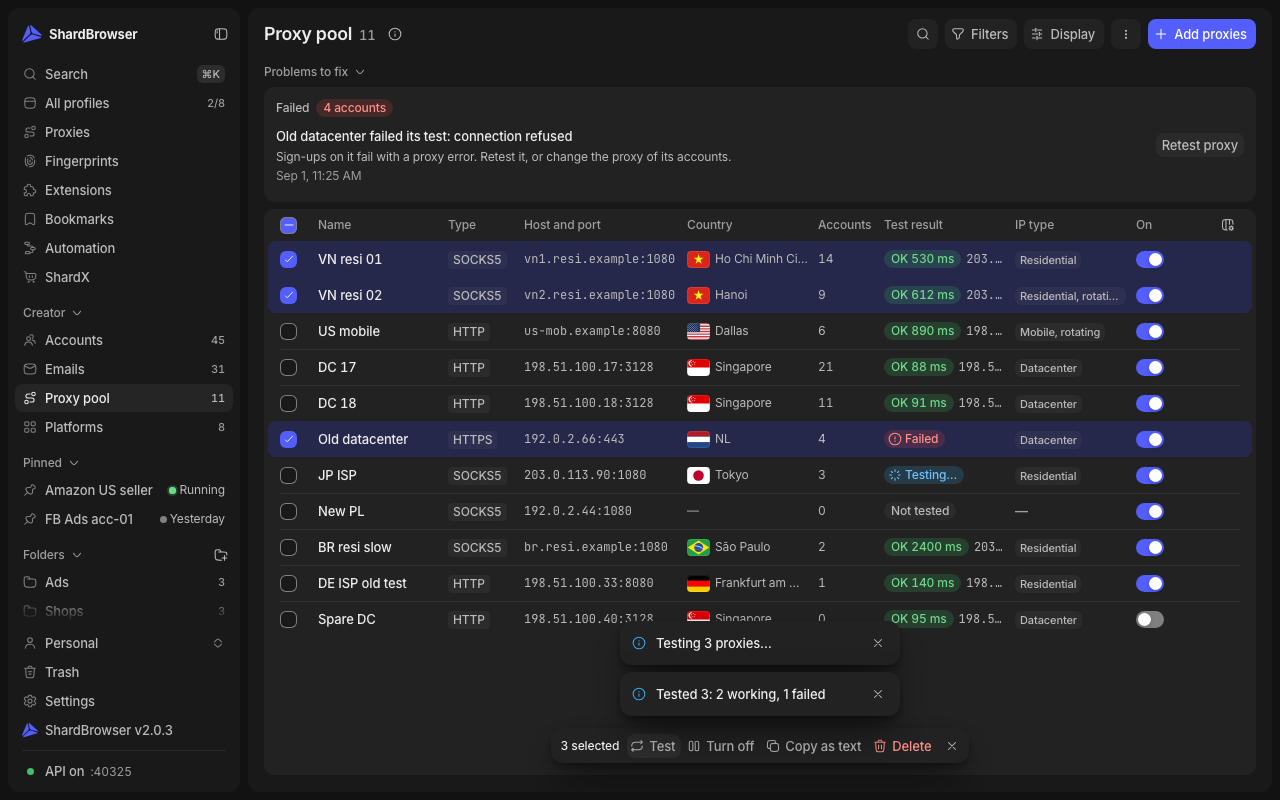 ShardBrowser
Search ⌘K
All profiles 2/8
Proxies
Fingerprints
Extensions
Bookmarks
Automation
ShardX
Creator
Accounts 45
Emails 31
Proxy pool 11
Platforms 8
Pinned
Amazon US seller Running
FB Ads acc-01 Yesterday
Folders
Ads 3
Shops 3
Personal
Trash
Settings
ShardBrowser v2.0.3
API on :40325
Proxy pool 11
Filters Display Add proxies
Problems to fix
Failed 4 accounts
Old datacenter failed its test: connection refused
Sign-ups on it fail with a proxy error. Retest it, or change the proxy of its accounts.
Sep 1, 11:25 AM
Retest proxy
Name Type Host and port Country Accounts Test result IP type On
VN resi 01 SOCKS5 vn1.resi.example:1080 Ho Chi Minh Ci... 14 OK 530 ms 203.… Residential
VN resi 02 SOCKS5 vn2.resi.example:1080 Hanoi 9 OK 612 ms 203.… Residential, rotati...
US mobile HTTP us-mob.example:8080 Dallas 6 OK 890 ms 198.… Mobile, rotating
DC 17 HTTP 198.51.100.17:3128 Singapore 21 OK 88 ms 198.5… Datacenter
DC 18 HTTP 198.51.100.18:3128 Singapore 11 OK 91 ms 198.5… Datacenter
Old datacenter HTTPS 192.0.2.66:443 NL 4 Failed Datacenter
JP ISP SOCKS5 203.0.113.90:1080 Tokyo 3 Testing... Residential
New PL SOCKS5 192.0.2.44:1080 — 0 Not tested —
BR resi slow SOCKS5 br.resi.example:1080 São Paulo 2 OK 2400 ms 203… Residential
DE ISP old test HTTP 198.51.100.33:8080 Frankfurt am ... 1 OK 140 ms 198.… Residential
Spare DC HTTP 198.51.100.40:3128 Singapore 0 OK 95 ms 198.5… Datacenter
Testing 3 proxies...
Tested 3: 2 working, 1 failed
3 selected Test Turn off Copy as text Delete